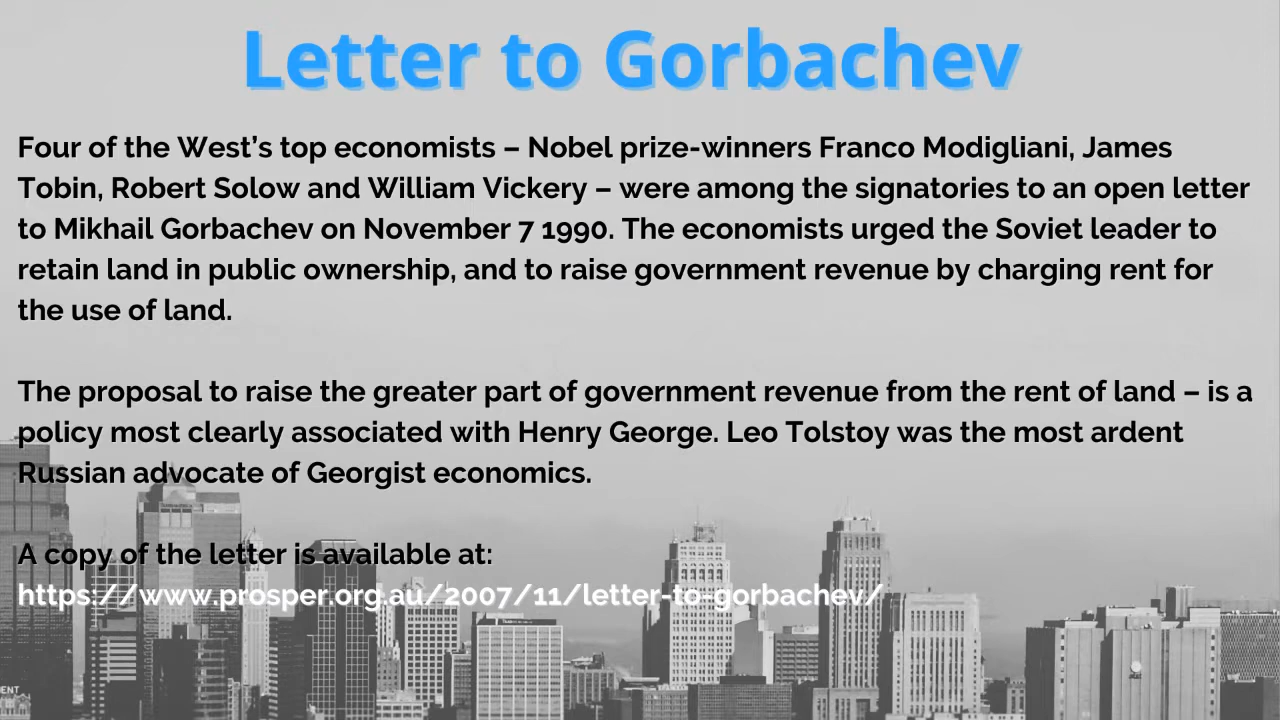 Letter to Gorbachev
Four of the West's top economists – Nobel prize-winners Franco Modigliani, James
Tobin, Robert Solow and William Vickery – were among the signatories to an open letter
to Mikhail Gorbachev on November 7 1990. The economists urged the Soviet leader to
retain land in public ownership, and to raise government revenue by charging rent for
the use of land.
The proposal to raise the greater part of government revenue from the rent of land – is a
policy most clearly associated with Henry George. Leo Tolstoy was the most ardent
Russian advocate of Georgist economics.
A copy of the letter is available at:
https://www.prosper.org.au/2007/11/letter-to-gorbachev/
ENT